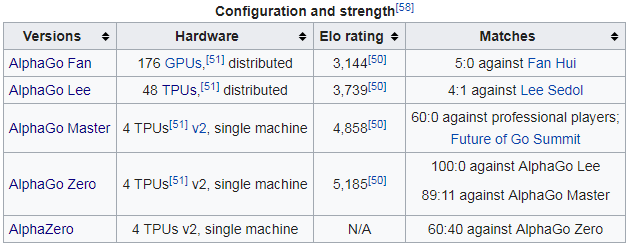 Configuration and strength[58]
Versions Hardware Elo rating Matches
AlphaGo Fan 176 GPUs,[51] distributed 3,144[50] 5:0 against Fan Hui
AlphaGo Lee 48 TPUs,[51] distributed 3,739[50] 4:1 against Lee Sedol
AlphaGo Master 4 TPUs[51] v2, single machine 4,858[50] 60:0 against professional players;
Future of Go Summit
AlphaGo Zero 4 TPUs[51] v2, single machine 5,185[50] 100:0 against AlphaGo Lee
89:11 against AlphaGo Master
AlphaZero 4 TPUs v2, single machine N/A 60:40 against AlphaGo Zero